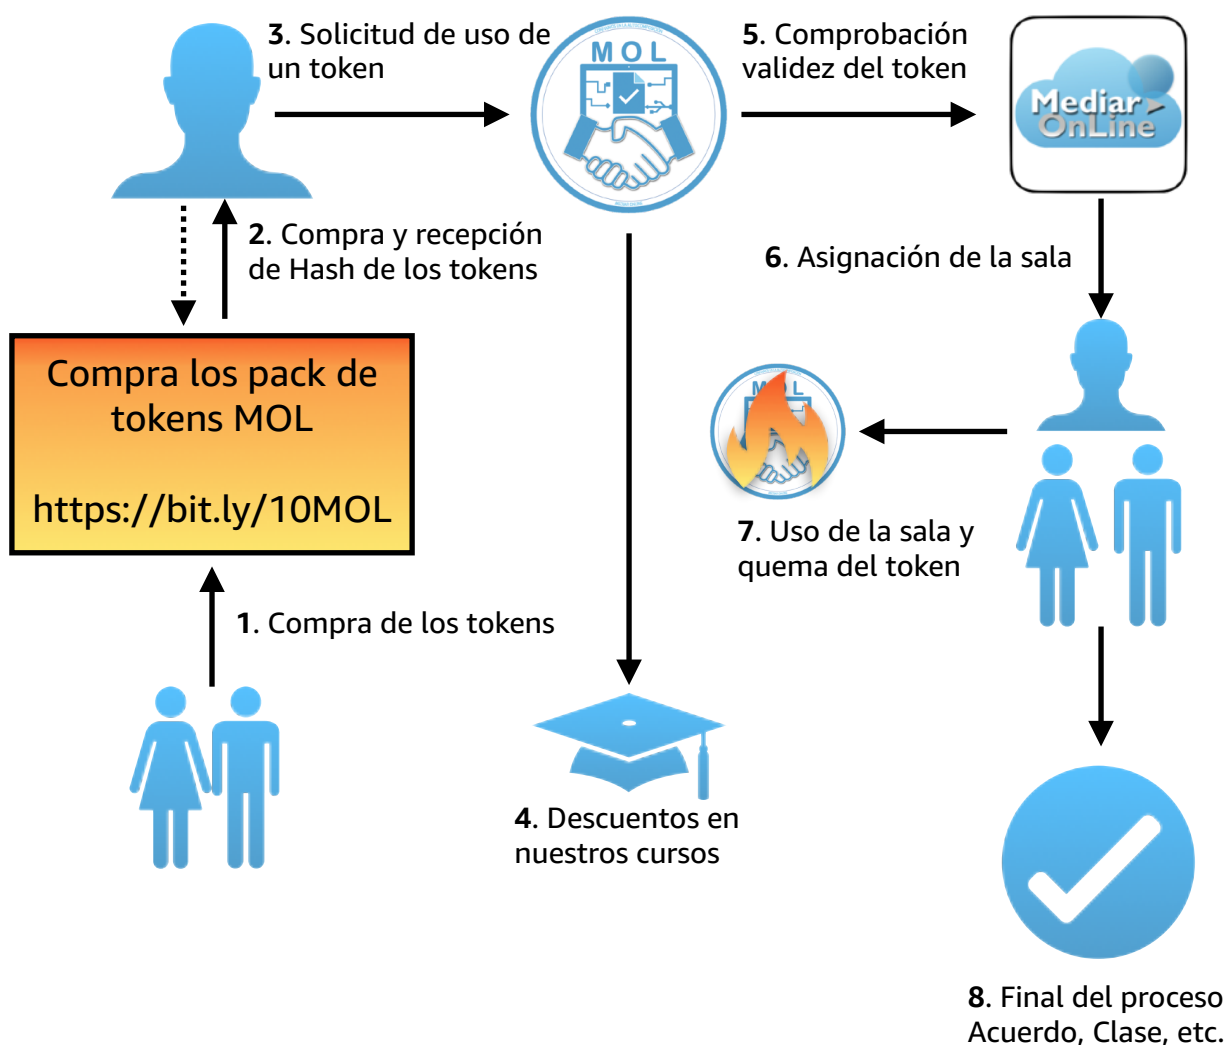 3. Solicitud de uso de
un token
MOL
5. Comprobación
validez del token
Mediar
OnLine
2. Compra y recepción
de Hash de los tokens
6. Asignación de la sala
Compra los pack de
tokens MOL
https://bit.ly/10MOL
7. Uso de la sala y
quema del token
1. Compra de los tokens
4. Descuentos en
nuestros cursos
8. Final del proceso
Acuerdo, Clase, etc.